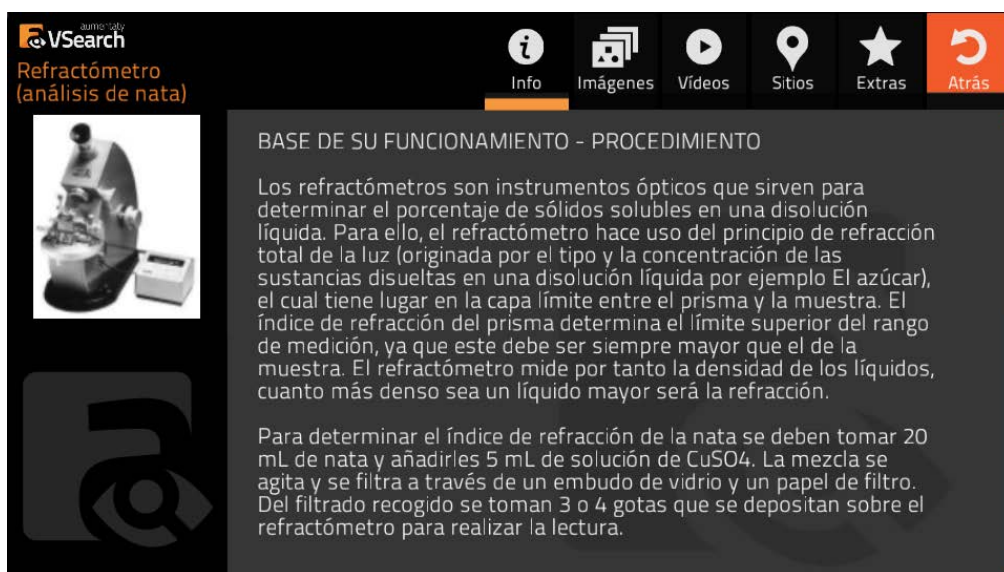 aumentaty
VSearch
Refractómetro
(análisis de nata)
Info
Imágenes
Vídeos
Sitios
Extras
Atrás
BASE DE SU FUNCIONAMIENTO - PROCEDIMIENTO
Los refractómetros son instrumentos ópticos que sirven para
determinar el porcentaje de sólidos solubles en una disolución
líquida. Para ello, el refractómetro hace uso del principio de refracción
total de la luz (originada por el tipo y la concentración de las
sustancias disueltas en una disolución líquida por ejemplo El azúcar),
el cual tiene lugar en la capa límite entre el prisma y la muestra. El
índice de refracción del prisma determina el límite superior del rango
de medición, ya que este debe ser siempre mayor que el de la
muestra. El refractómetro mide por tanto la densidad de los líquidos,
cuanto más denso sea un líquido mayor será la refracción.
Para determinar el índice de refracción de la nata se deben tomar 20
mL de nata y añadirles 5 mL de solución de CuSO4. La mezcla se
agita y se filtra a través de un embudo de vidrio y un papel de filtro.
Del filtrado recogido se toman 3 o 4 gotas que se depositan sobre el
refractómetro para realizar la lectura.